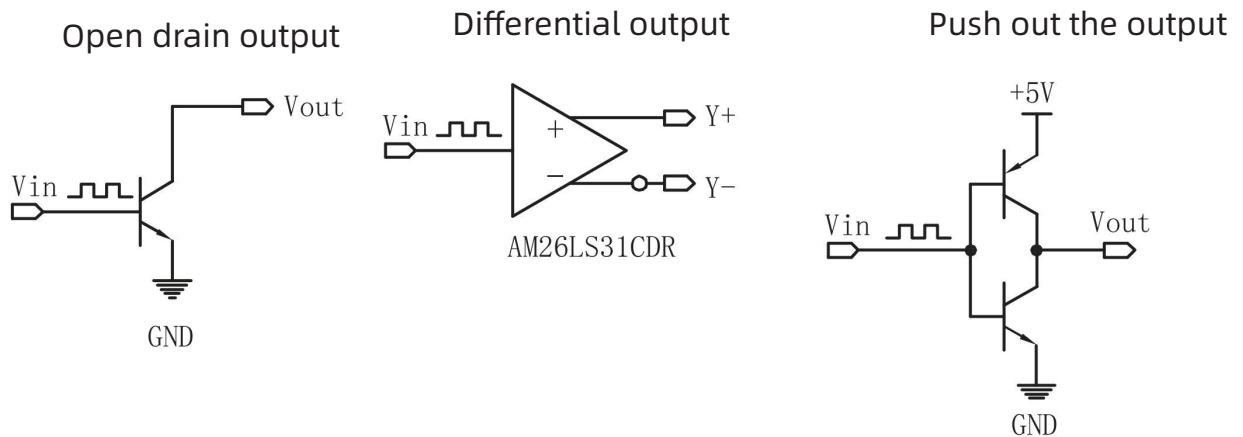 Open drain output
Vout
Vin
GND
Differential output
Vin
+
Y+
−
Y-
AM26LS31CDR
Push out the output
+5V
Vin
Vout
GND